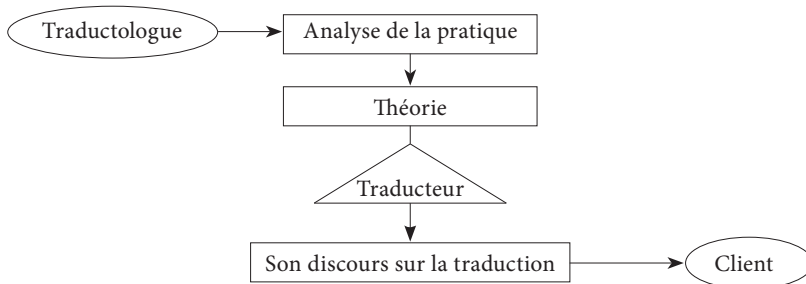 Traductologue
Analyse de la pratique
Théorie
Traducteur
Son discours sur la traduction
Client